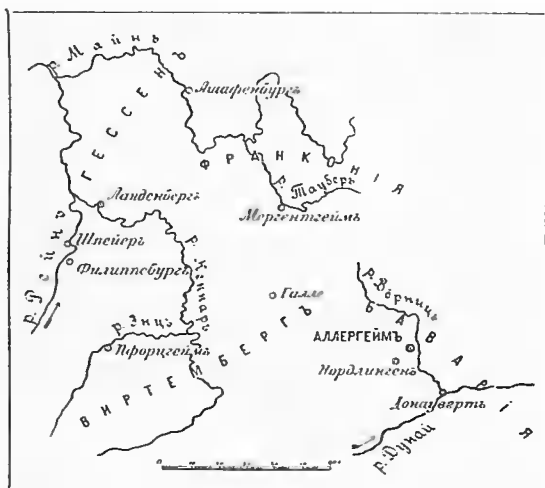 р. Майнъ
Ашафенбургъ
ГЕССЕНЪ
ФРАНКОНІЯ
р. Тауберъ
Мергентгеймъ
Ланденбергъ
Шпейеръ
Филиппсбургъ
р. Рейнъ
р. Неккаръ
Галле
р. Вёрницъ
БАВАРІЯ
АЛЛЕРГЕЙМЪ
Нордлингенъ
р. Энцъ
Пфорцгеймъ
ВИРТЕМБЕРГЪ
Донаувертъ
р. Дунай